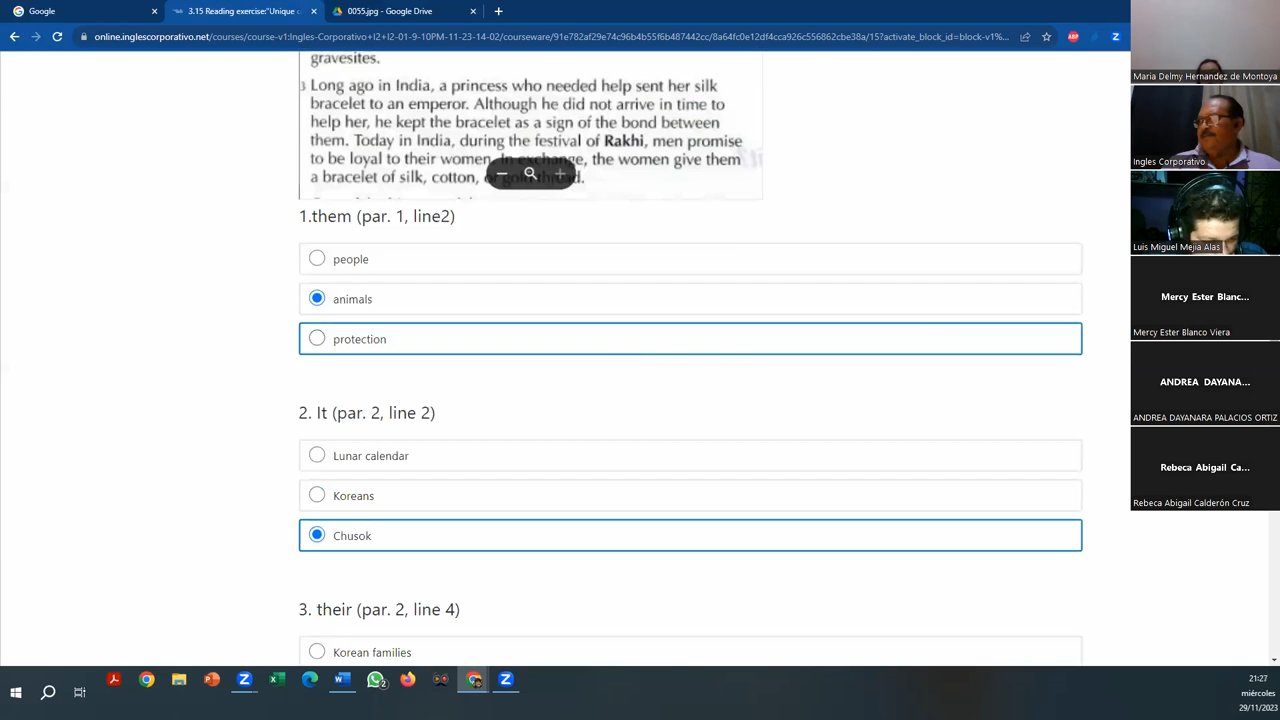 Google
3.15 Reading exercise:"Unique c
0055.jpg - Google Drive
online.inglescorporativo.net/courses/course-v1:Ingles-Corporativo+I2+I2-01-9-10PM-11-23-14-02/courseware/91e782af29e74c96b4b55f6b487442cc/8a64fc0e12df4cca926c556862cbe38a/15?activate_block_id=block-v1%...
gravesites.
3 Long ago in India, a princess who needed help sent her silk
bracelet to an emperor. Although he did not arrive in time to
help her, he kept the bracelet as a sign of the bond between
them. Today in India, during the festival of Rakhi, men promise
to be loyal to their women. In exchange, the women give them
a bracelet of silk, cotton, or gold thread.
1.them (par. 1, line2)
people
animals
protection
2. It (par. 2, line 2)
Lunar calendar
Koreans
Chusok
3. their (par. 2, line 4)
Korean families
Maria Delmy Hernandez de Montoya
Ingles Corporativo
Luis Miguel Mejia Alas
Mercy Ester Blanc...
Mercy Ester Blanco Viera
ANDREA DAYANA...
ANDREA DAYANARA PALACIOS ORTIZ
Rebeca Abigail Ca...
Rebeca Abigail Calderón Cruz
ABP
2
21:27
miércoles
29/11/2023